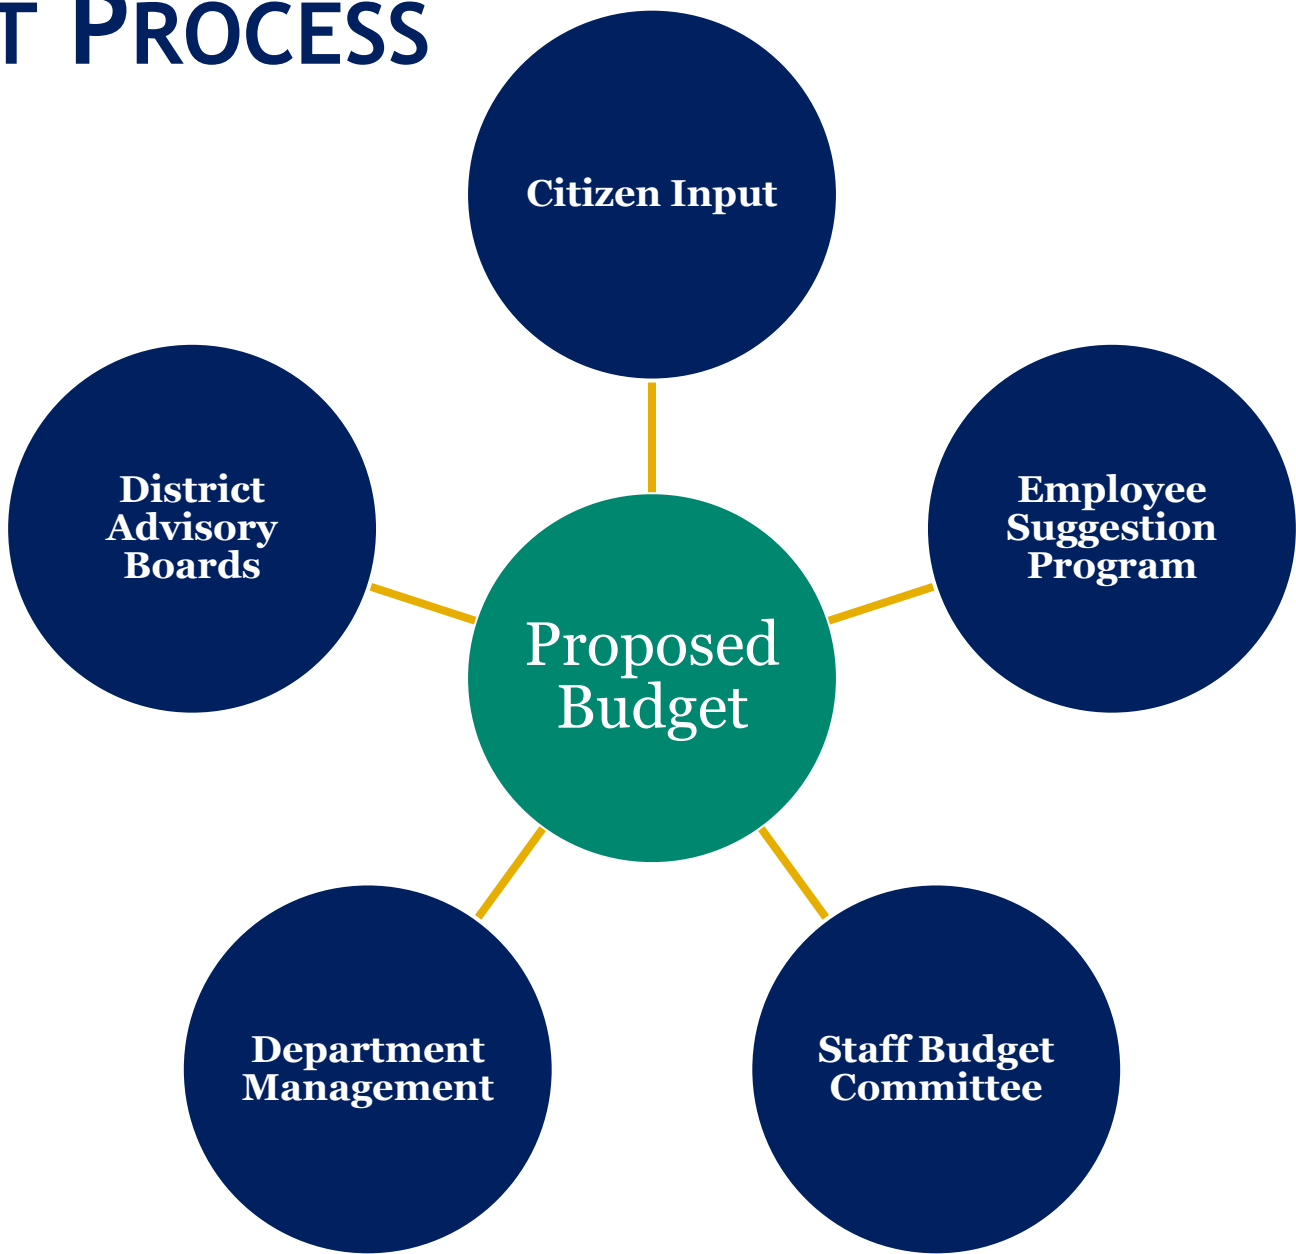 T PROCESS
Citizen Input
District
Advisory
Boards
Employee
Suggestion
Program
Proposed
Budget
Department
Management
Staff Budget
Committee